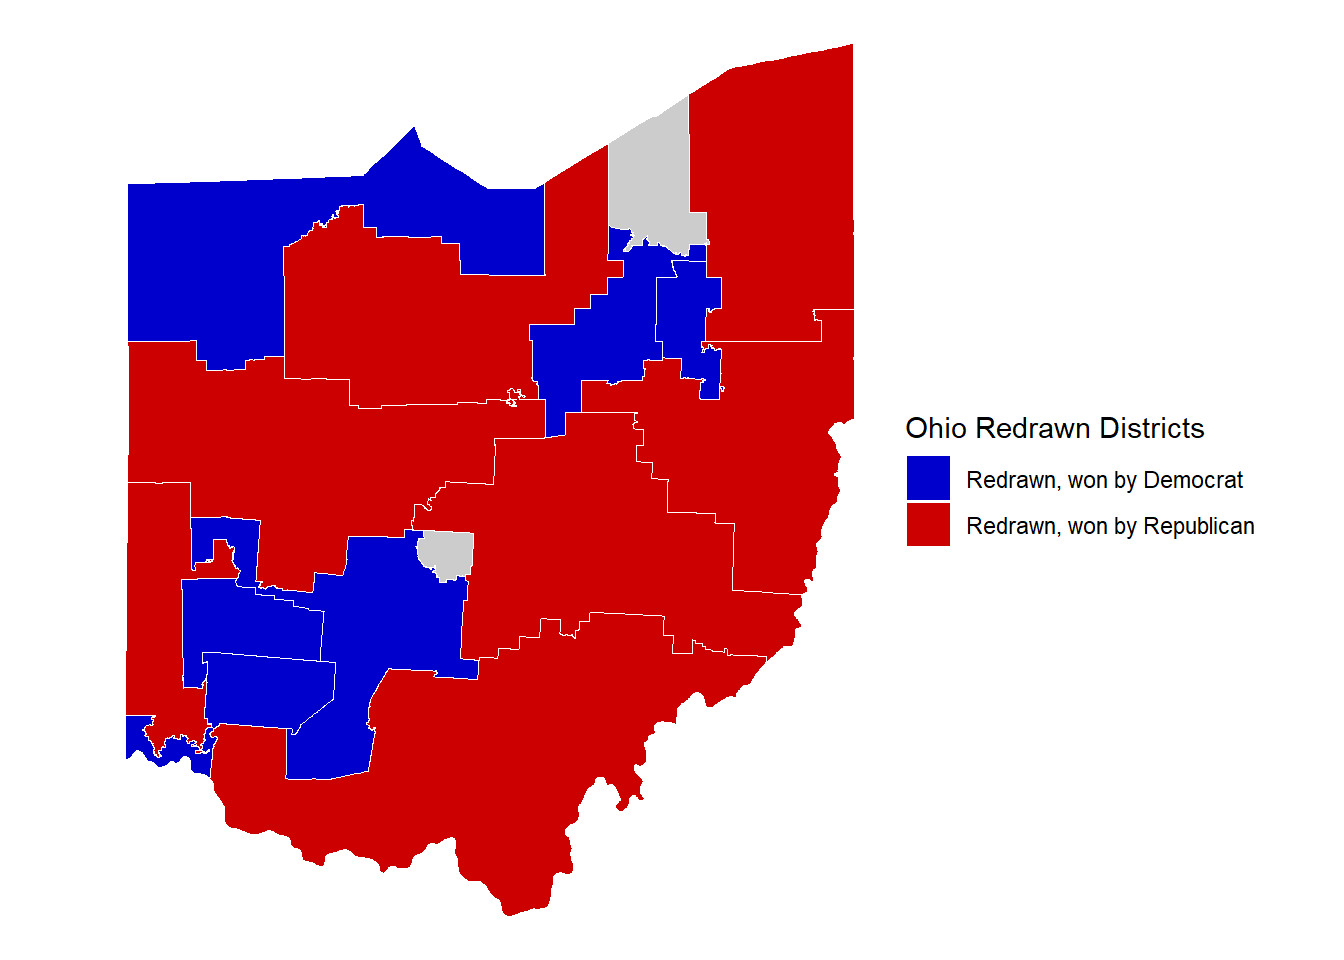 Ohio Redrawn Districts
Redrawn, won by Democrat
Redrawn, won by Republican